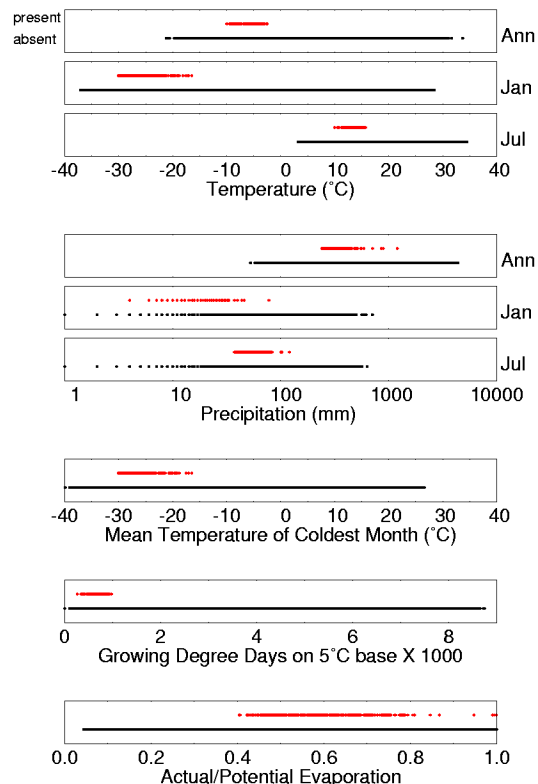 present
absent
Ann
Jan
Jul
-40 -30 -20 -10 0 10 20 30 40
Temperature (˚C)
Ann
Jan
Jul
1 10 100 1000 10000
Precipitation (mm)
-40 -30 -20 -10 0 10 20 30 40
Mean Temperature of Coldest Month (˚C)
0 2 4 6 8
Growing Degree Days on 5˚C base X 1000
0.0 0.2 0.4 0.6 0.8 1.0
Actual/Potential Evaporation